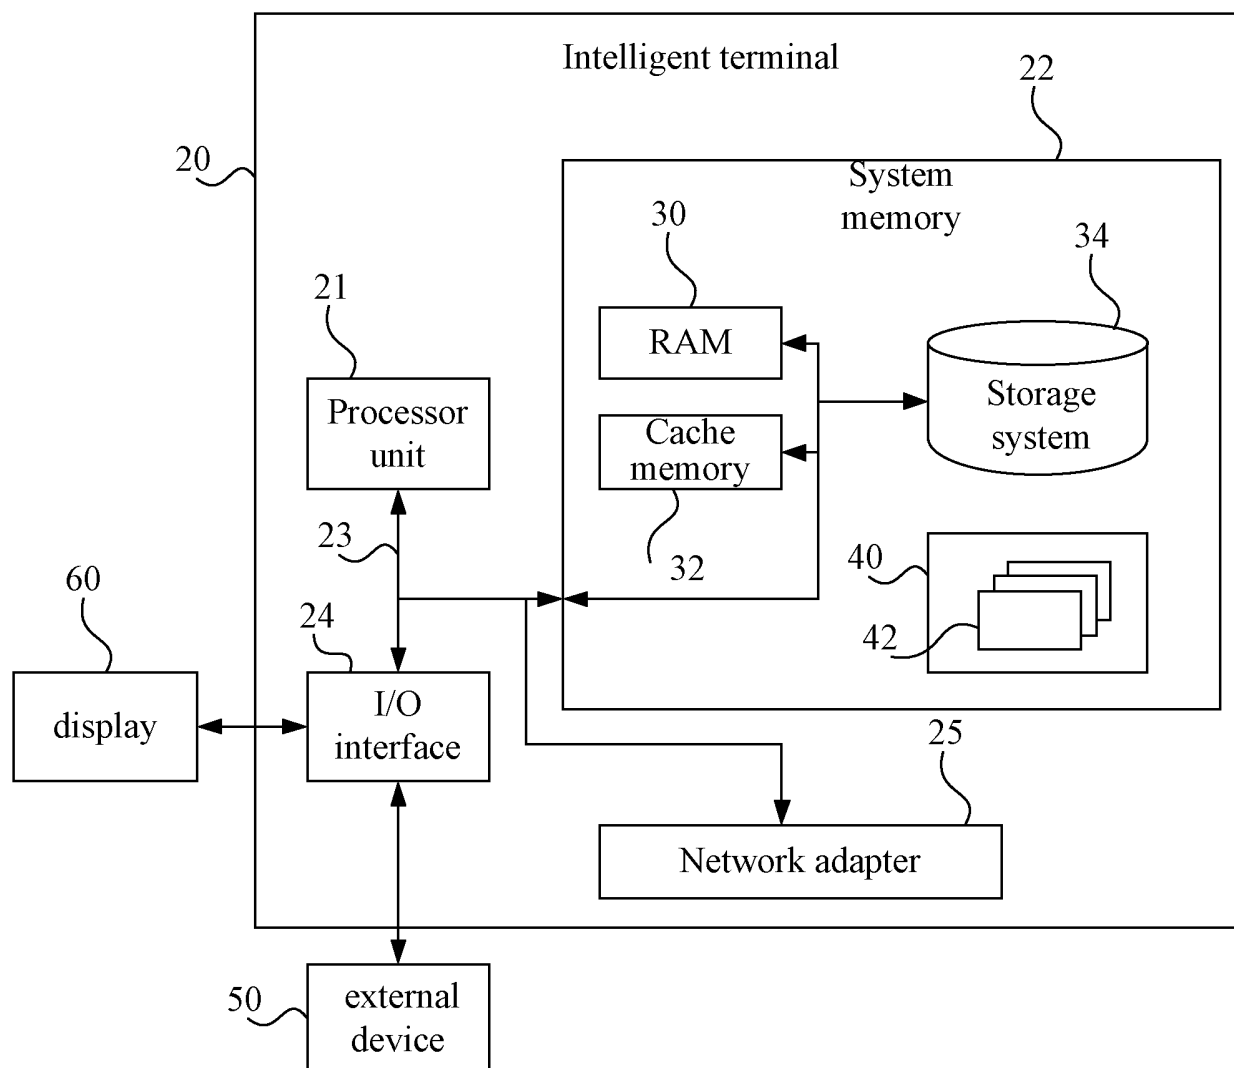 Intelligent terminal
22
20
System
memory
30
34
21
RAM
Processor
unit
Storage
system
Cache
memory
23
32
40
60
24
42
I/O
interface
display
25
Network adapter
50
external
device